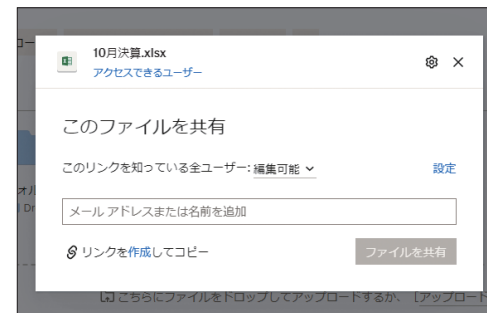 10月決算.xlsx
アクセスできるユーザー
このファイルを共有
このリンクを知っている全ユーザー: 編集可能
設定
メール アドレスまたは名前を追加
リンクを作成してコピー
ファイルを共有
こちらにファイルをドロップしてアップロードするか、[アップロード